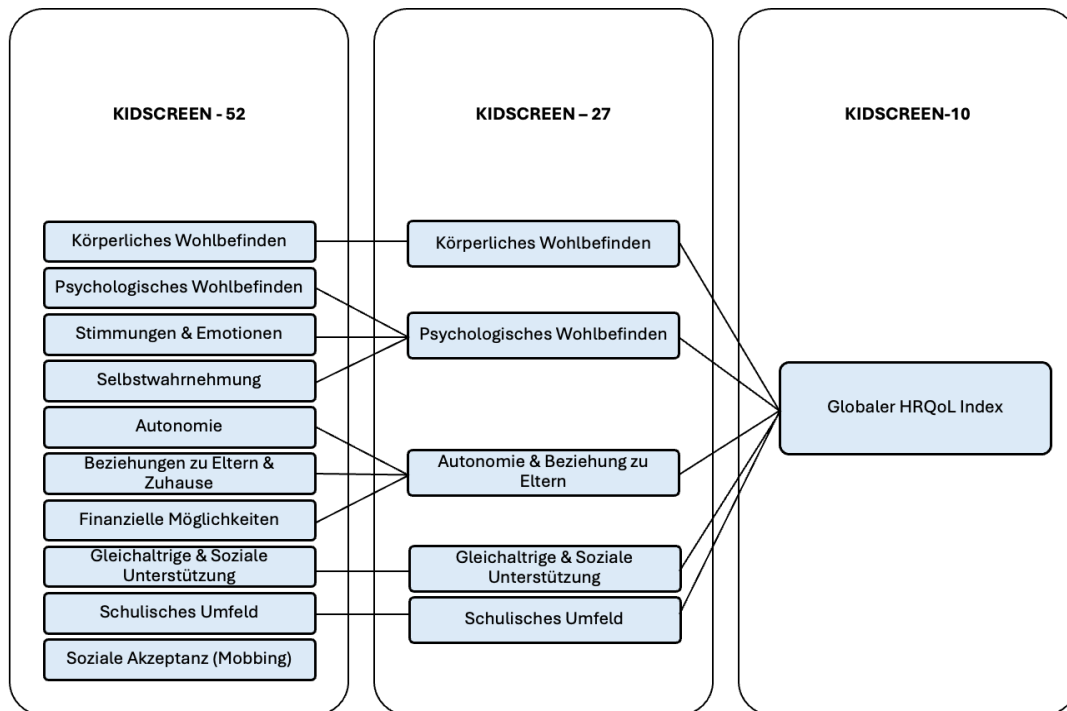 KIDSCREEN - 52
Körperliches Wohlbefinden
Psychologisches Wohlbefinden
Stimmungen & Emotionen
Selbstwahrnehmung
Autonomie
Beziehungen zu Eltern &
Zuhause
Finanzielle Möglichkeiten
Gleichaltrige & Soziale
Unterstützung
Schulisches Umfeld
Soziale Akzeptanz (Mobbing)
KIDSCREEN – 27
Körperliches Wohlbefinden
Psychologisches Wohlbefinden
Autonomie & Beziehung zu
Eltern
Gleichaltrige & Soziale
Unterstützung
Schulisches Umfeld
KIDSCREEN-10
Globaler HRQoL Index